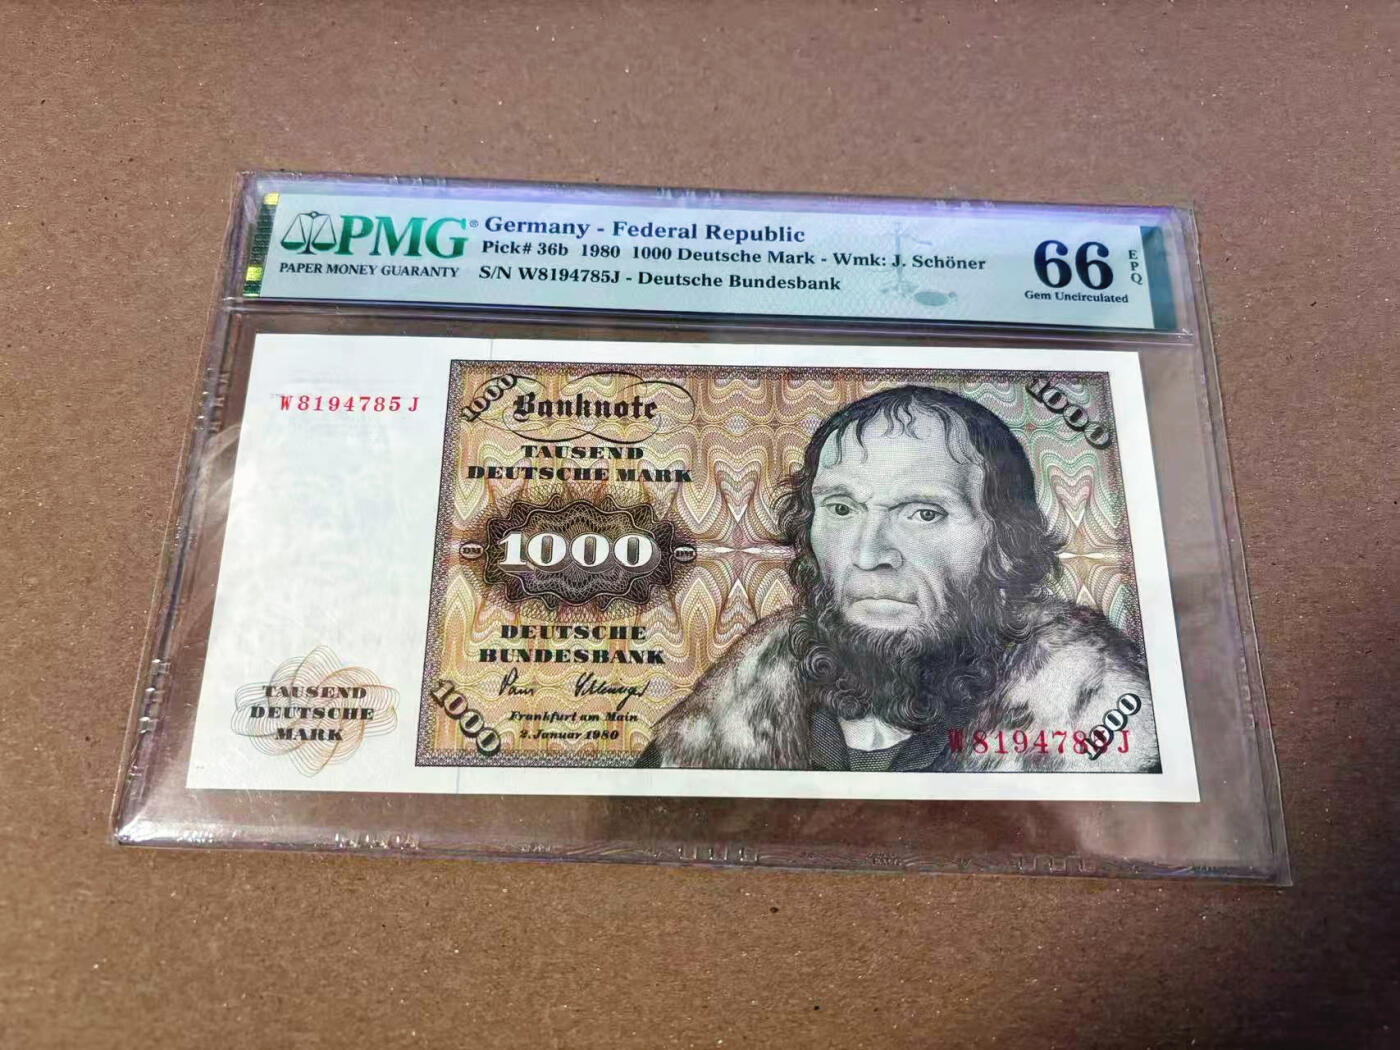 PMG®
PAPER MONEY GUARANTY
Germany - Federal Republic
Pick# 36b 1980 1000 Deutsche Mark - Wmk: J. Schöner
S/N W8194785J - Deutsche Bundesbank
66
EPQ
Gem Uncirculated
W8194785J
1000
Banknote
1000
TAUSEND
DEUTSCHE MARK
DM
1000
DM
DEUTSCHE
BUNDESBANK
Frankfurt am Main
2. Januar 1980
TAUSEND
DEUTSCHE
MARK
1000
W8194785J
1000